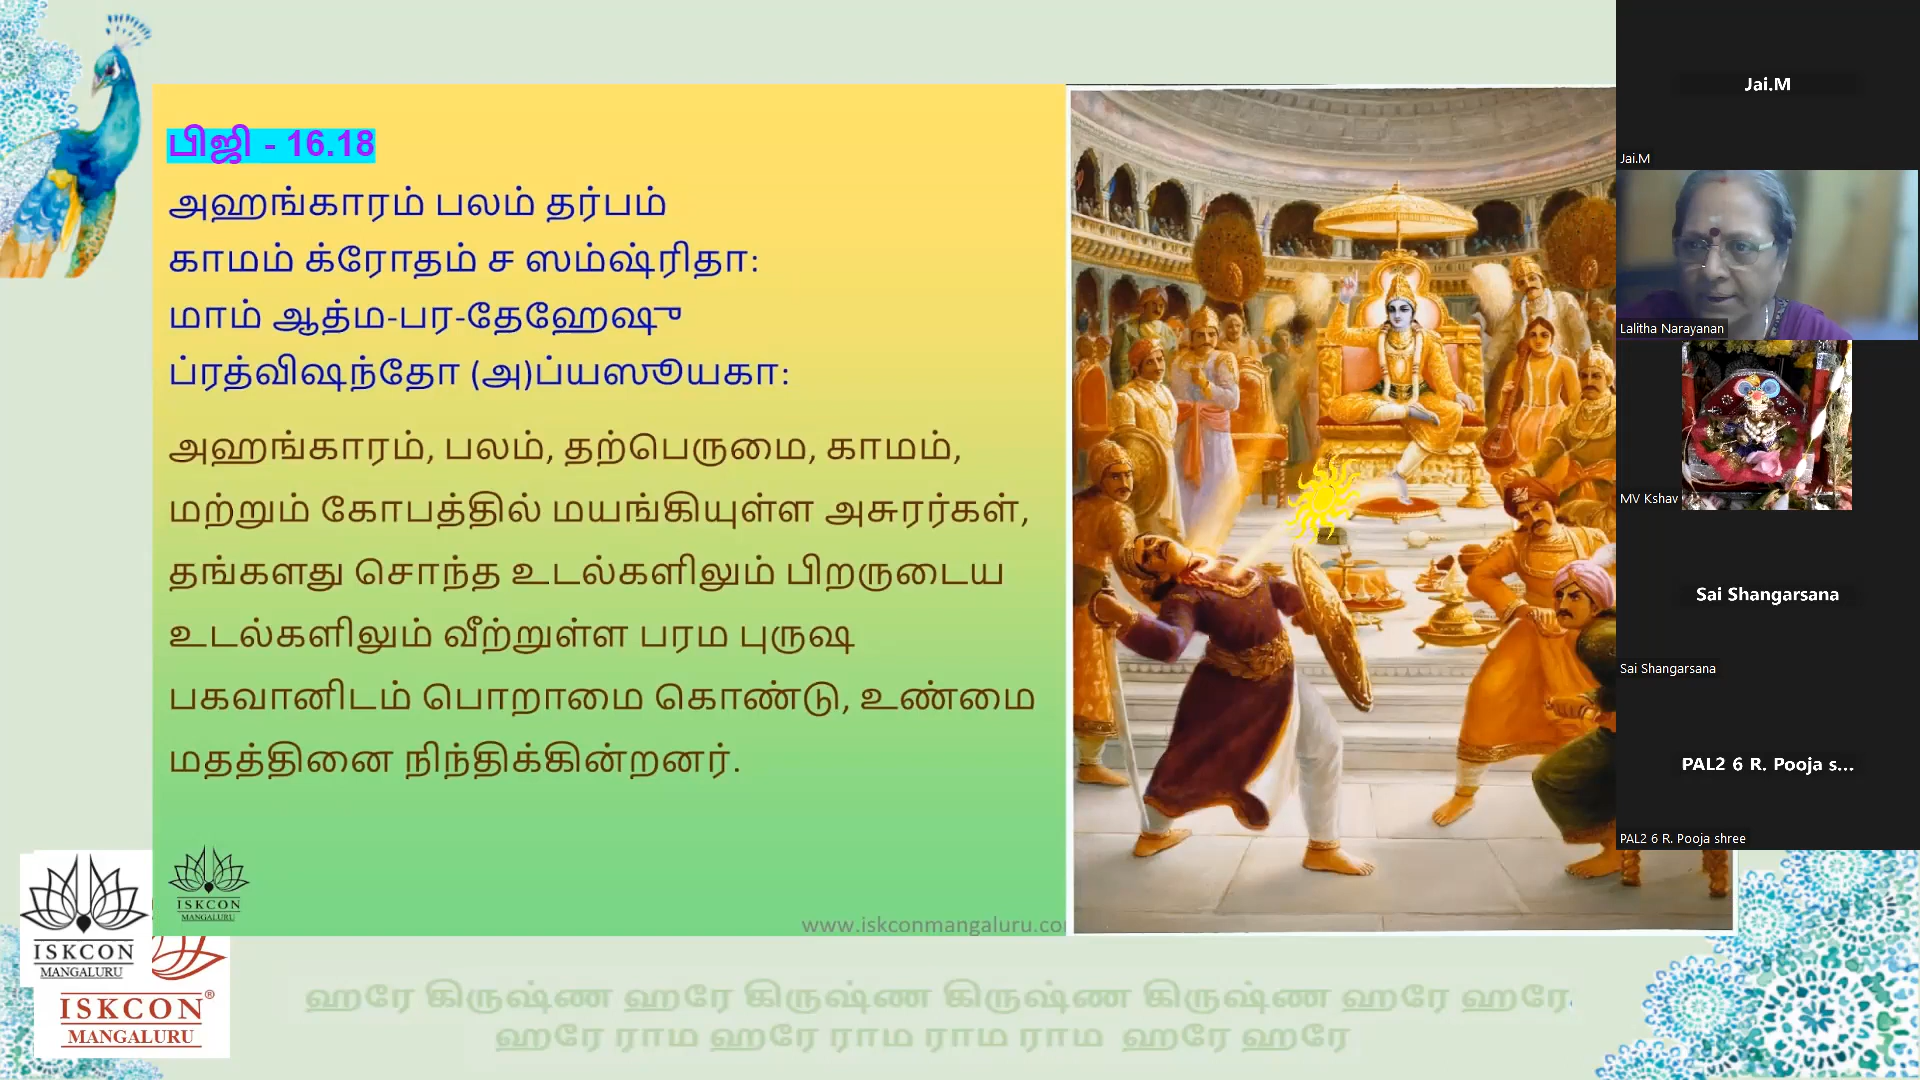 பிஜி - 16.18
அஹங்காரம் பலம் தர்பம்
காமம் க்ரோதம் ச ஸம்ஷ்ரிதா:
மாம் ஆத்ம-பர-தேஹேஷு
ப்ரத்விஷந்தோ (அ)ப்யஸூயகா:
அஹங்காரம், பலம், தற்பெருமை, காமம்,
மற்றும் கோபத்தில் மயங்கியுள்ள அசுரர்கள்,
தங்களது சொந்த உடல்களிலும் பிறருடைய
உடல்களிலும் வீற்றுள்ள பரம புருஷ
பகவானிடம் பொறாமை கொண்டு, உண்மை
மதத்தினை நிந்திக்கின்றனர்.
ISKCON
MANGALURU
www.iskconmangaluru.co
ISKCON
MANGALURU
ISKCON®
MANGALURU
ஹரே கிருஷ்ண ஹரே கிருஷ்ண கிருஷ்ண கிருஷ்ண ஹரே ஹரே
ஹரே ராம ஹரே ராம ராம ராம ஹரே ஹரே
Jai.M
Jai.M
Lalitha Narayanan
MV Kshav
Sai Shangarsana
Sai Shangarsana
PAL2 6 R. Pooja s...
PAL2 6 R. Pooja shree